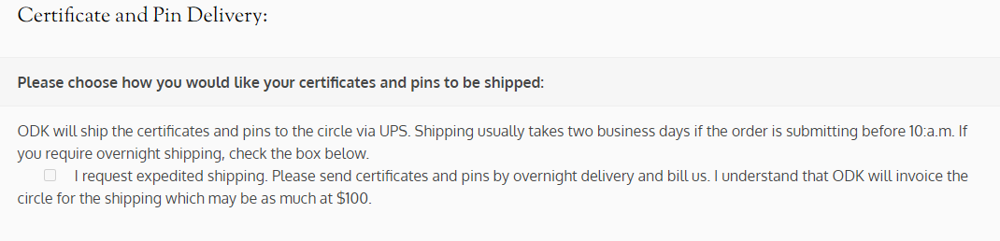 Certificate and Pin Delivery:
Please choose how you would like your certificates and pins to be shipped:
ODK will ship the certificates and pins to the circle via UPS. Shipping usually takes two business days if the order is submitting before 10:a.m. If
you require overnight shipping, check the box below.
I request expedited shipping. Please send certificates and pins by overnight delivery and bill us. I understand that ODK will invoice the
circle for the shipping which may be as much at $100.